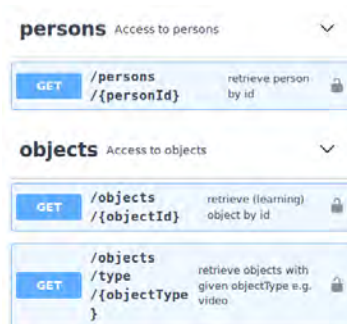 persons Access to persons
GET /persons retrieve person
/{personId} by id
objects Access to objects
GET /objects retrieve (learning)
/{objectId} object by id
/objects
/type retrieve objects with
GET /{objectType given objectType e.g.
} video